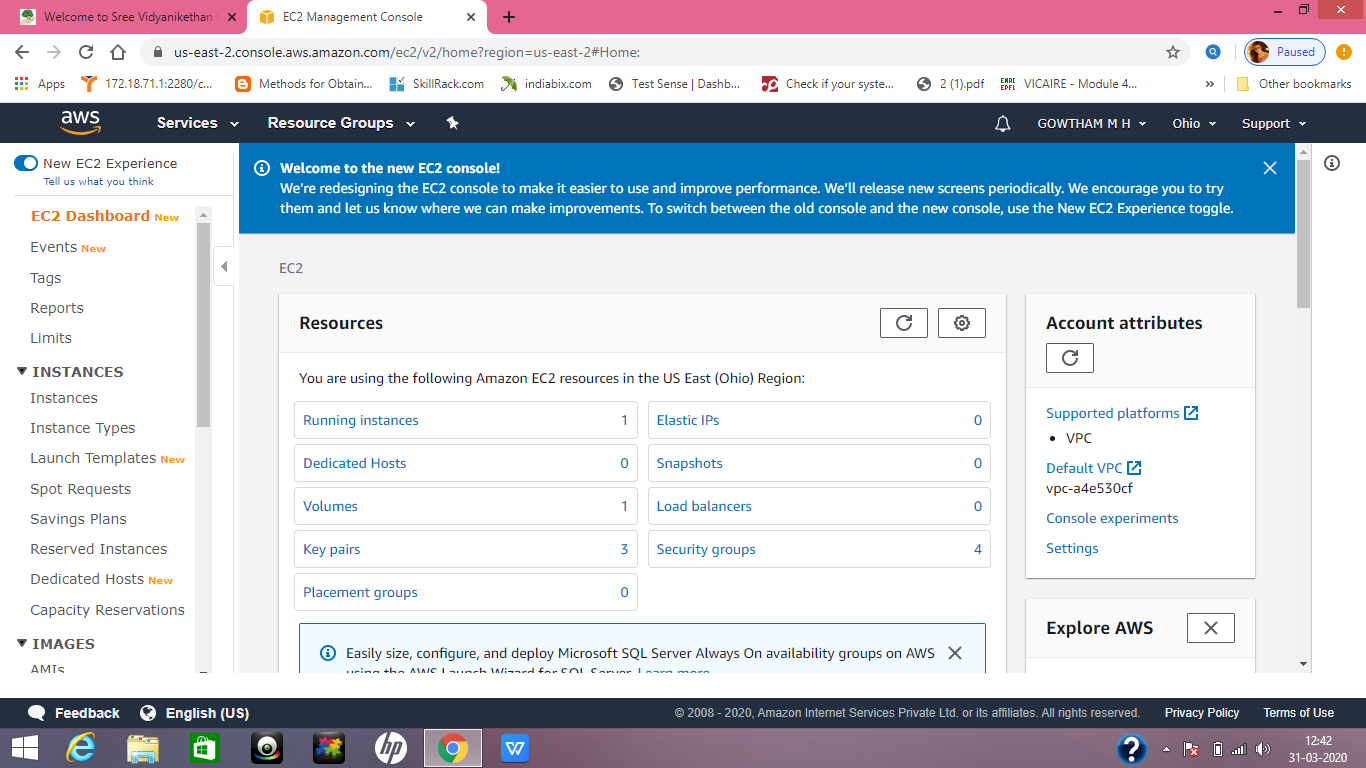 Welcome to Sree Vidyanikethan
EC2 Management Console
us-east-2.console.aws.amazon.com/ec2/v2/home?region=us-east-2#Home:
Paused
Apps
172.18.71.1:2280/c...
Methods for Obtain...
SkillRack.com
indiabix.com
Test Sense | Dashb...
Check if your syste...
2 (1).pdf
VICAIRE - Module 4...
»
Other bookmarks
aws
Services
Resource Groups
GOWTHAM M H
Ohio
Support
New EC2 Experience
Tell us what you think
EC2 Dashboard New
Events New
Tags
Reports
Limits
INSTANCES
Instances
Instance Types
Launch Templates New
Spot Requests
Savings Plans
Reserved Instances
Dedicated Hosts New
Capacity Reservations
IMAGES
AMIs
Welcome to the new EC2 console!
We're redesigning the EC2 console to make it easier to use and improve performance. We'll release new screens periodically. We encourage you to try
them and let us know where we can make improvements. To switch between the old console and the new console, use the New EC2 Experience toggle.
EC2
Resources
You are using the following Amazon EC2 resources in the US East (Ohio) Region:
Running instances 1
Elastic IPs 0
Dedicated Hosts 0
Snapshots 0
Volumes 1
Load balancers 0
Key pairs 3
Security groups 4
Placement groups 0
Easily size, configure, and deploy Microsoft SQL Server Always On availability groups on AWS
using the AWS Launch Wizard for SQL Server. Learn more
Account attributes
Supported platforms
• VPC
Default VPC
vpc-a4e530cf
Console experiments
Settings
Explore AWS
Feedback
English (US)
© 2008 - 2020, Amazon Internet Services Private Ltd. or its affiliates. All rights reserved.
Privacy Policy
Terms of Use
hp
W
?
12:42
31-03-2020